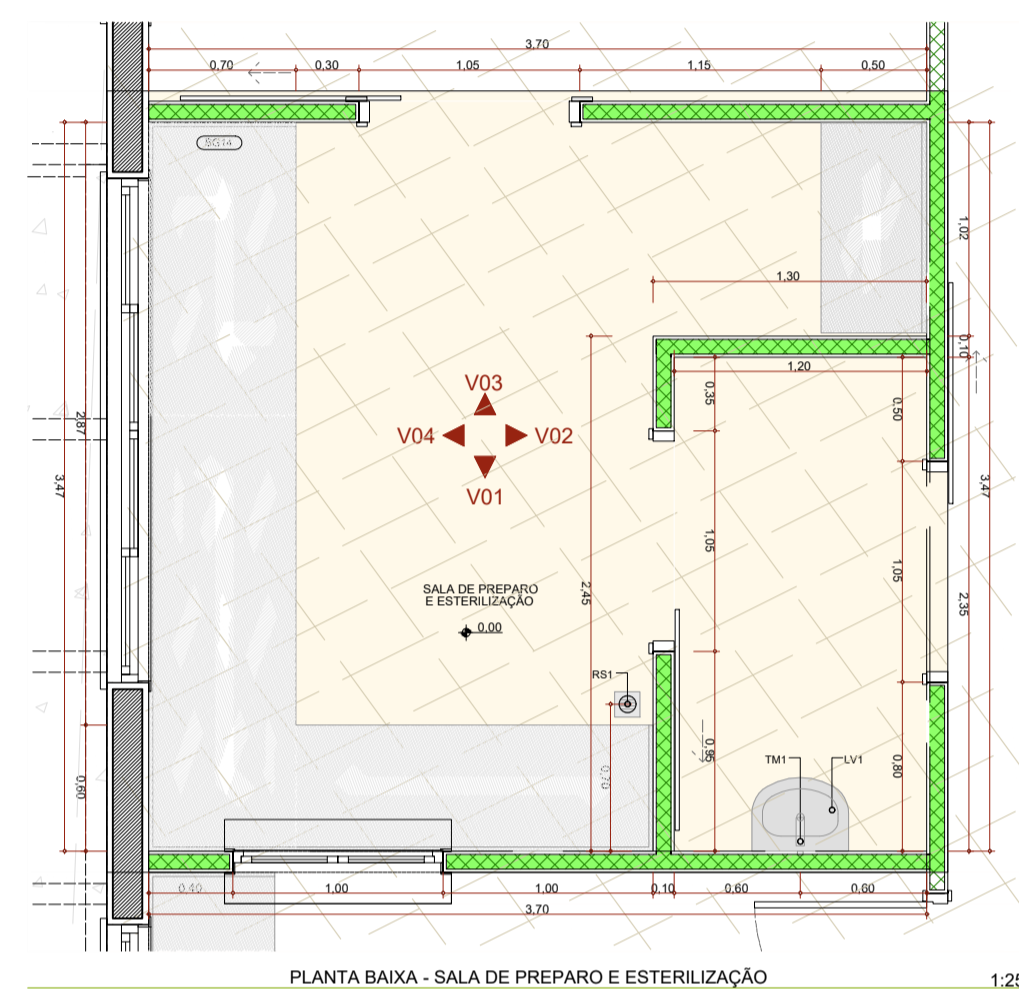 3,70
0,70
0,30
1,05
1,15
0,50
BG14
1,02
1,30
0,10
1,20
0,35
0,50
V03
V04
V02
V01
2,87
3,47
3,47
1,05
1,05
2,45
2,35
SALA DE PREPARO
E ESTERILIZAÇÃO
0,00
RS1
0,70
0,95
0,80
0,60
TM1
LV1
0,40
1,00
1,00
0,10
0,60
0,60
3,70
PLANTA BAIXA - SALA DE PREPARO E ESTERILIZAÇÃO
1:25